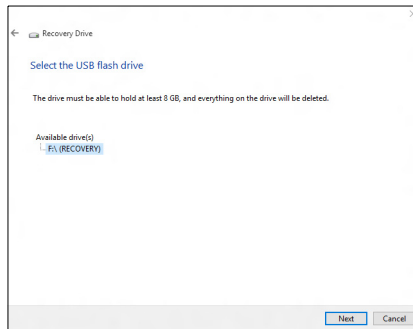 Recovery Drive
Select the USB flash drive
The drive must be able to hold at least 8 GB, and everything on the drive will be deleted.
Available drive(s)
F:\ (RECOVERY)
Next Cancel